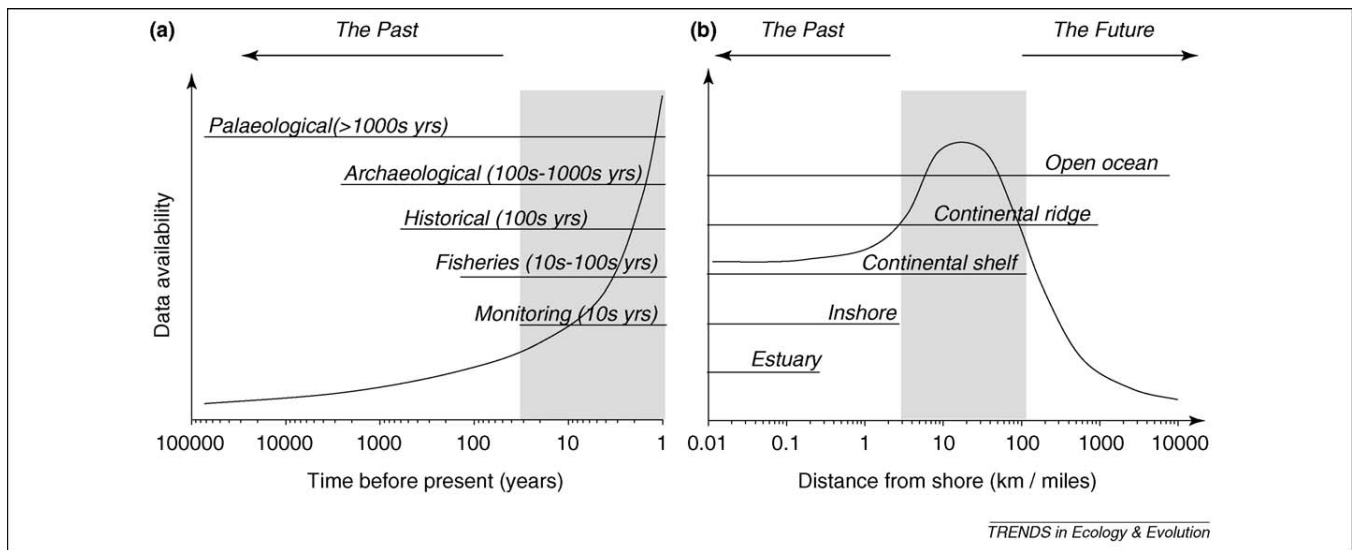 (a)
The Past
Data availability
Palaeological(>1000s yrs)
Archaeological (100s-1000s yrs)
Historical (100s yrs)
Fisheries (10s-100s yrs)
Monitoring (10s yrs)
100000 10000 1000 100 10 1
Time before present (years)
(b)
The Past
The Future
Open ocean
Continental ridge
Continental shelf
Inshore
Estuary
0.01 0.1 1 10 100 1000 10000
Distance from shore (km / miles)
TRENDS in Ecology & Evolution